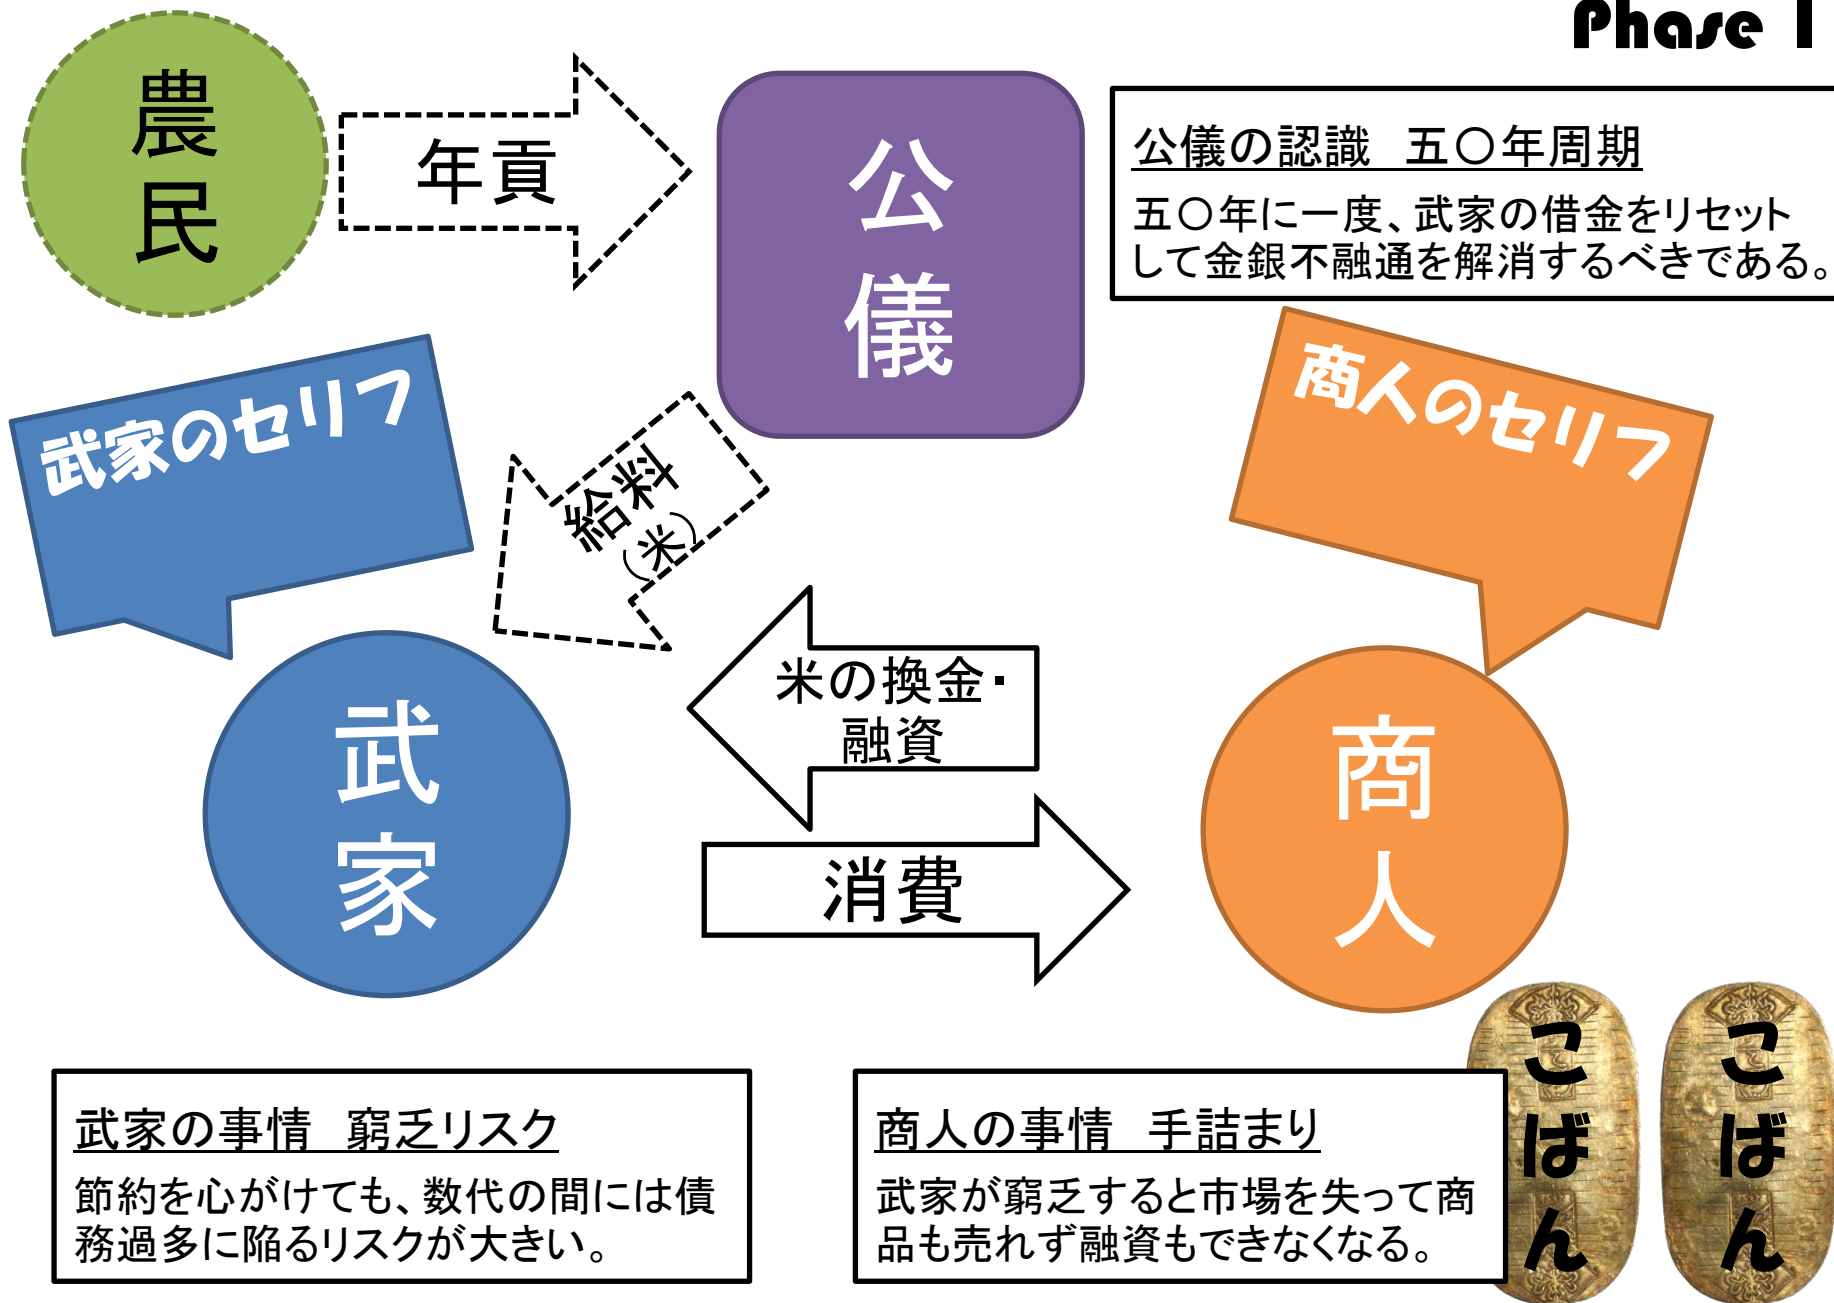 Phase 1
農民
年貢
公儀
公儀の認識　五〇年周期
五〇年に一度、武家の借金をリセット
して金銀不融通を解消するべきである。
武家のセリフ
商人のセリフ
給料
（米）
米の換金・
融資
消費
武家
商人
武家の事情　窮乏リスク
節約を心がけても、数代の間には債
務過多に陥るリスクが大きい。
商人の事情　手詰まり
武家が窮乏すると市場を失って商
品も売れず融資もできなくなる。
こばん
こばん